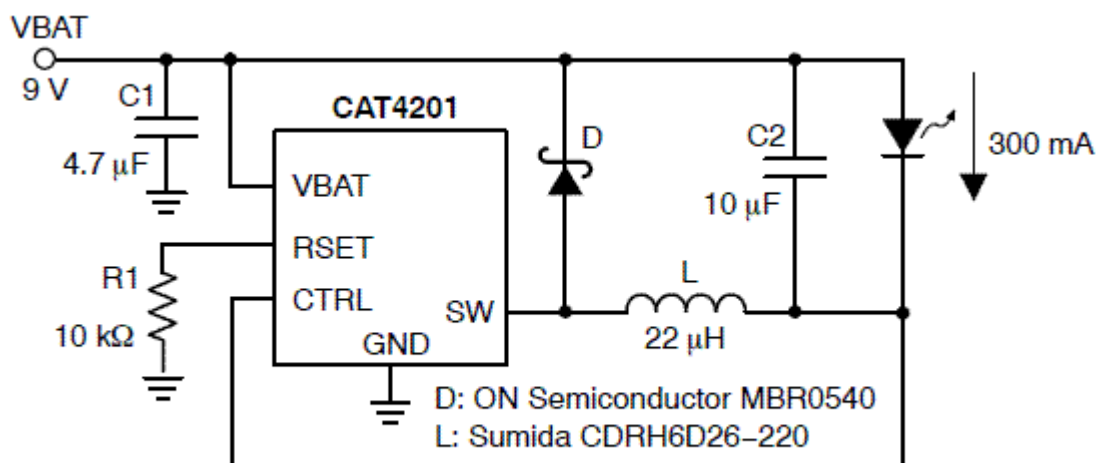 VBAT
9 V
C1
4.7 μF
CAT4201
VBAT
RSET
CTRL
GND
SW
R1
10 kΩ
D
L
22 μH
C2
10 μF
300 mA
D: ON Semiconductor MBR0540
L: Sumida CDRH6D26−220